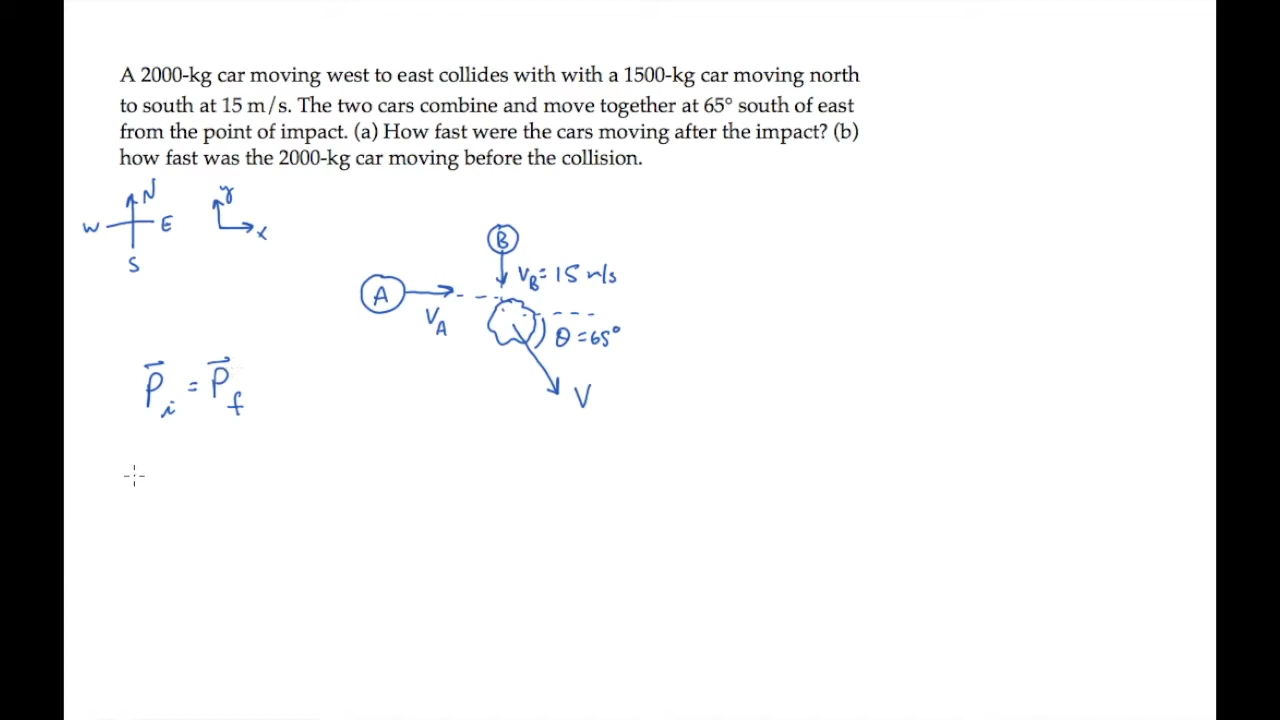 A 2000-kg car moving west to east collides with with a 1500-kg car moving north
to south at 15 m/s. The two cars combine and move together at 65° south of east
from the point of impact. (a) How fast were the cars moving after the impact? (b)
how fast was the 2000-kg car moving before the collision.
N
y
W
E
x
S
B
V_B = 15 m/s
A
V_A
θ = 65°
V
P⃗_i = P⃗_f